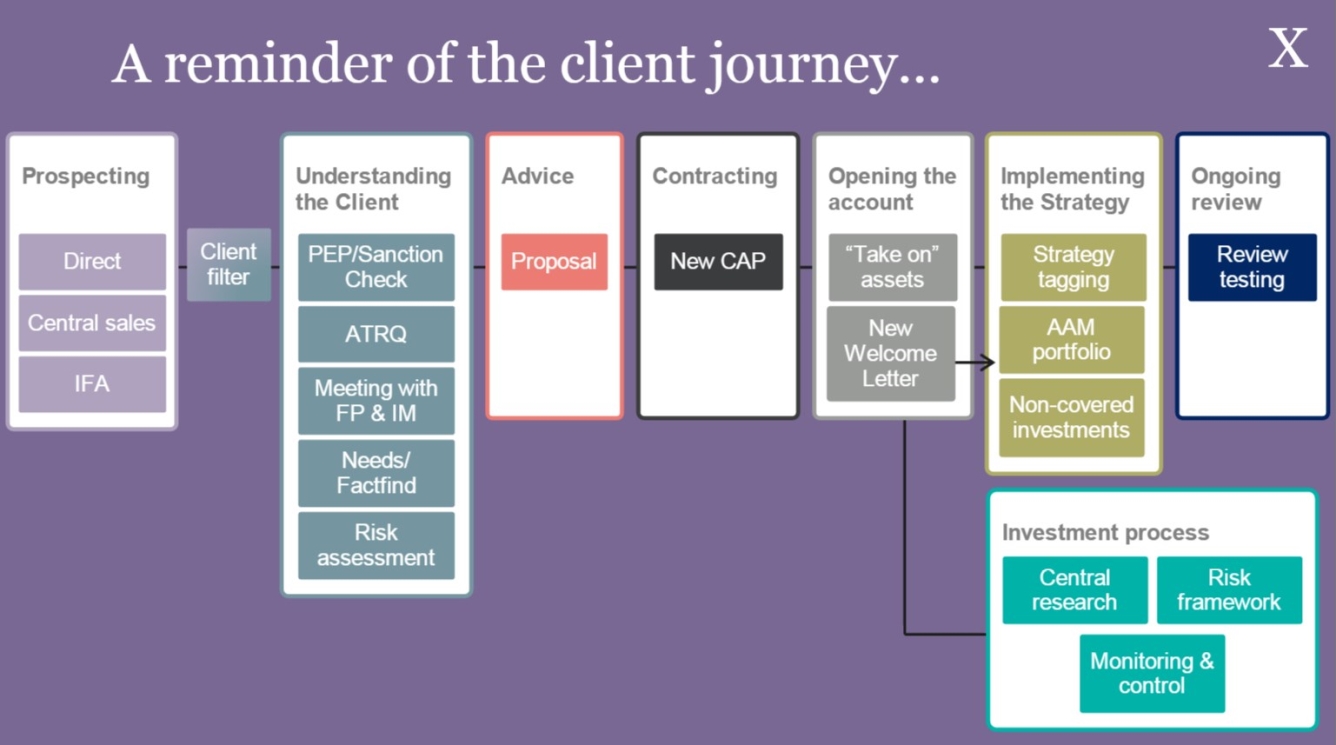 A reminder of the client journey...
X
Prospecting
Direct
Central sales
IFA
Client
filter
Understanding
the Client
PEP/Sanction
Check
ATRQ
Meeting with
FP & IM
Needs/
Factfind
Risk
assessment
Advice
Proposal
Contracting
New CAP
Opening the
account
“Take on”
assets
New
Welcome
Letter
Implementing
the Strategy
Strategy
tagging
AAM
portfolio
Non-covered
investments
Ongoing
review
Review
testing
Investment process
Central
research
Risk
framework
Monitoring &
control